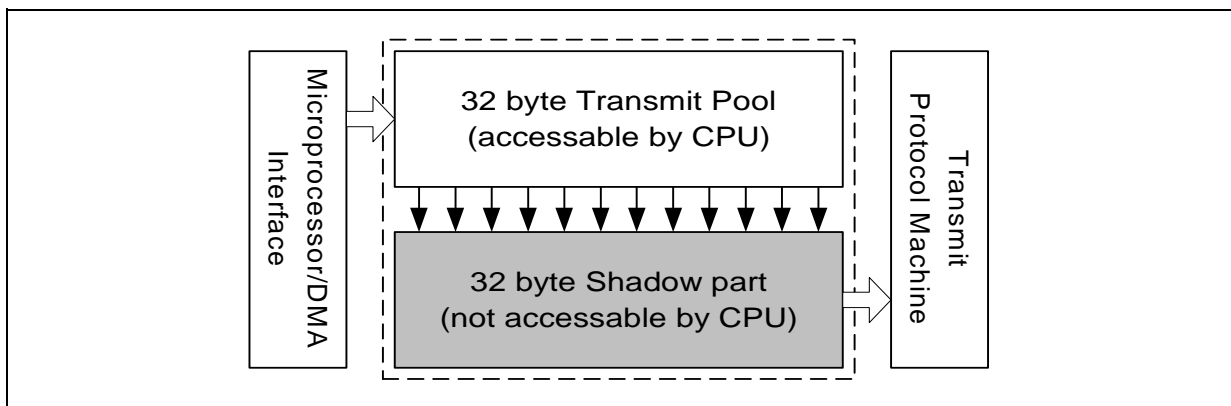 Microprocessor/DMA
Interface
32 byte Transmit Pool
(accessable by CPU)
32 byte Shadow part
(not accessable by CPU)
Transmit
Protocol Machine